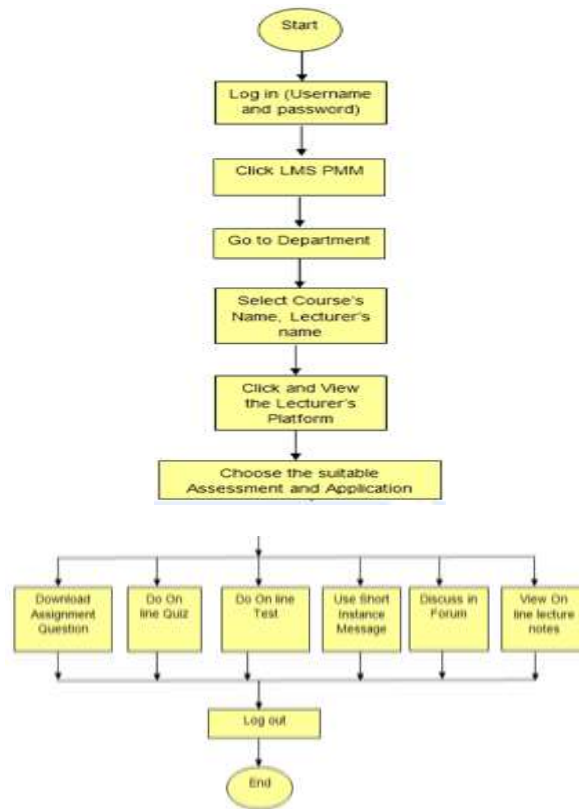 Start
Log in (Username
and password)
Click LMS PMM
Go to Department
Select Course's
Name, Lecturer's
name
Click and View
the Lecturer's
Platform
Choose the suitable
Assessment and Application
Download
Assignment
Question
Do On
line Quiz
Do On line
Test
Use Short
Instance
Message
Discuss in
Forum
View On
line lecture
notes
Log out
End